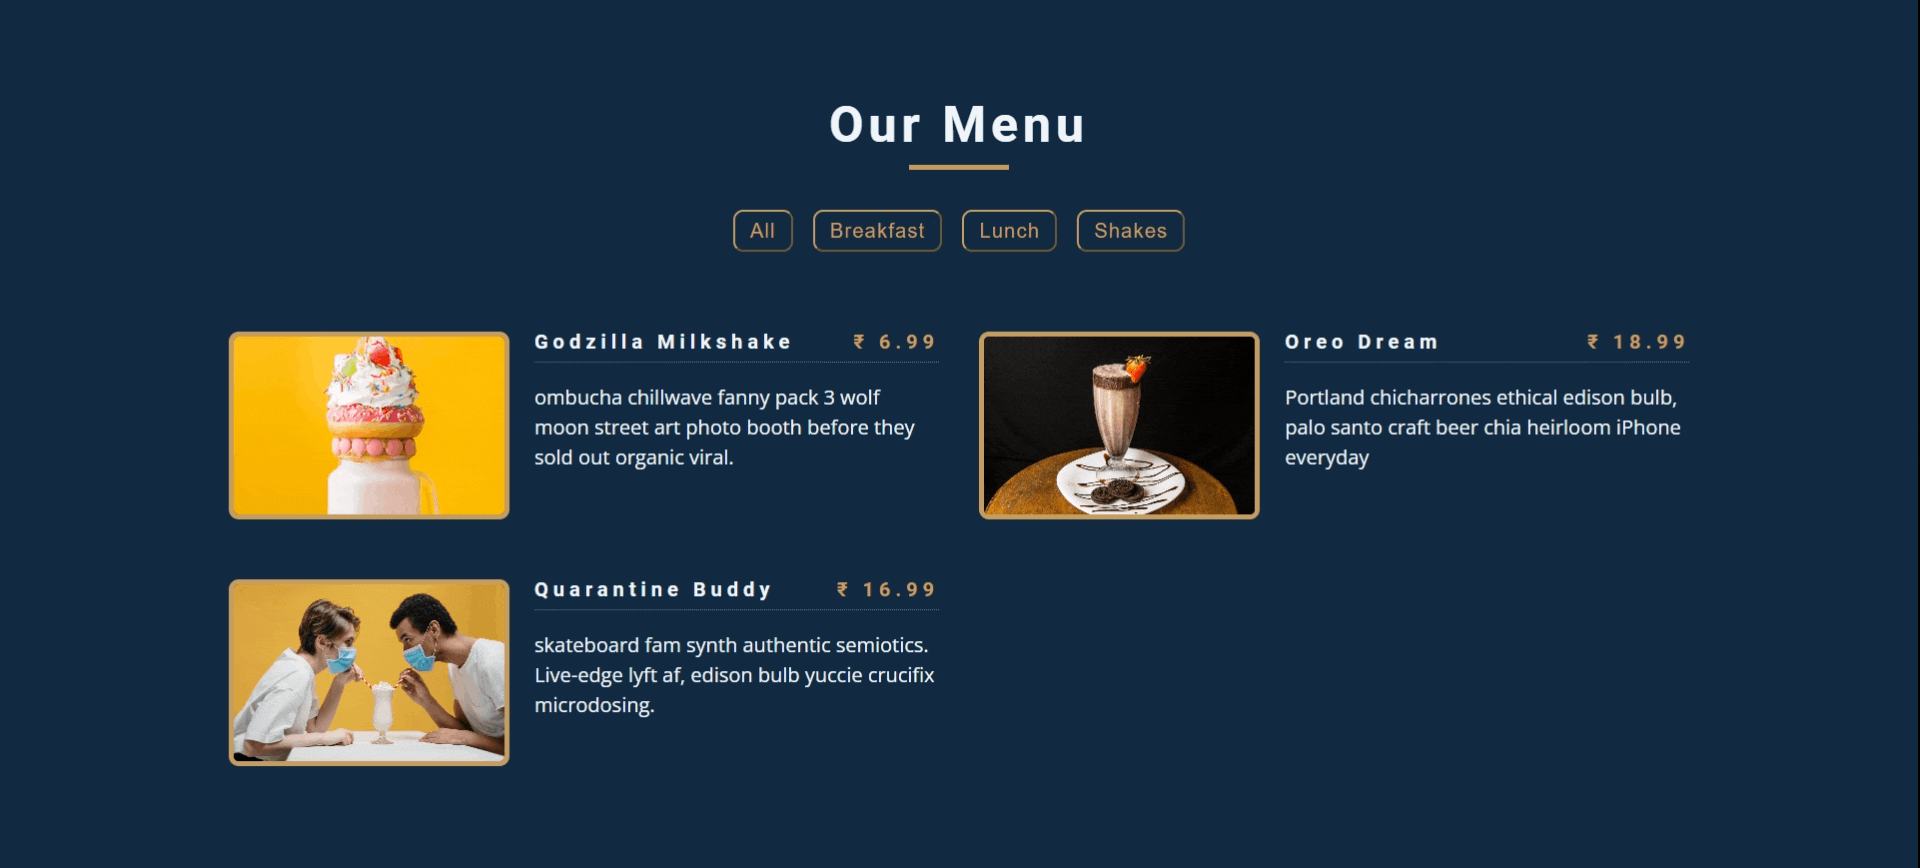 Our Menu
All
Breakfast
Lunch
Shakes
Godzilla Milkshake ₹ 6.99
ombucha chillwave fanny pack 3 wolf
moon street art photo booth before they
sold out organic viral.
Oreo Dream ₹ 18.99
Portland chicharrones ethical edison bulb,
palo santo craft beer chia heirloom iPhone
everyday
Quarantine Buddy ₹ 16.99
skateboard fam synth authentic semiotics.
Live-edge lyft af, edison bulb yuccie crucifix
microdosing.